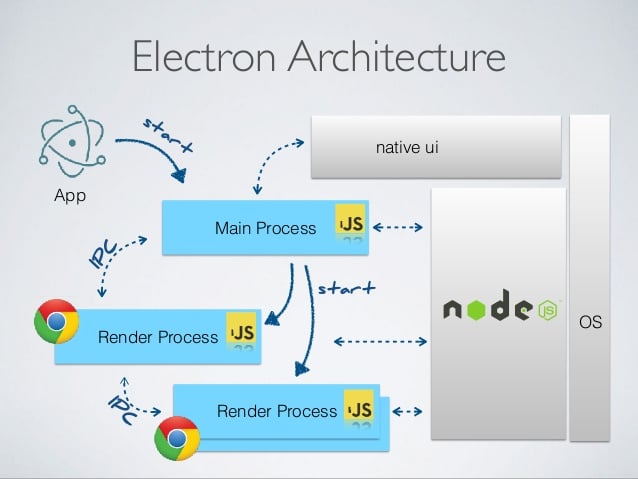 Electron Architecture
start
native ui
App
Main Process
JS
IPC
start
node
JS
OS
Render Process
JS
IPC
Render Process
JS